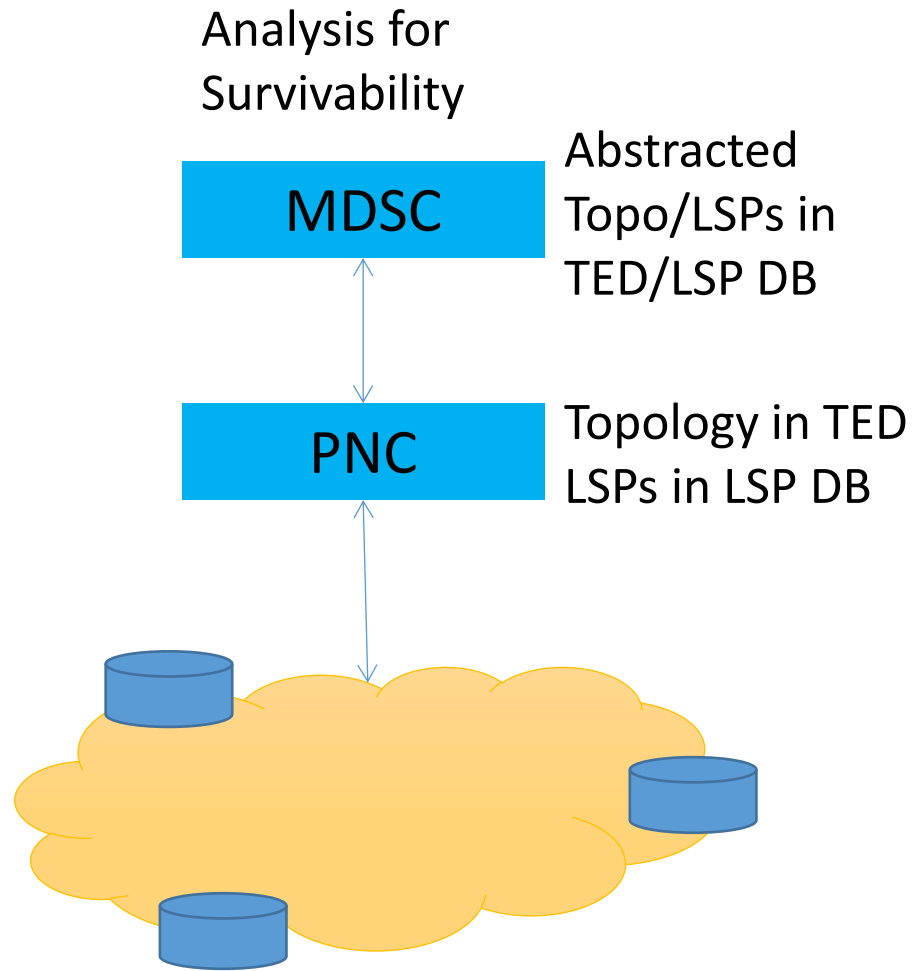 Analysis for
Survivability
MDSC
Abstracted
Topo/LSPs in
TED/LSP DB
PNC
Topology in TED
LSPs in LSP DB